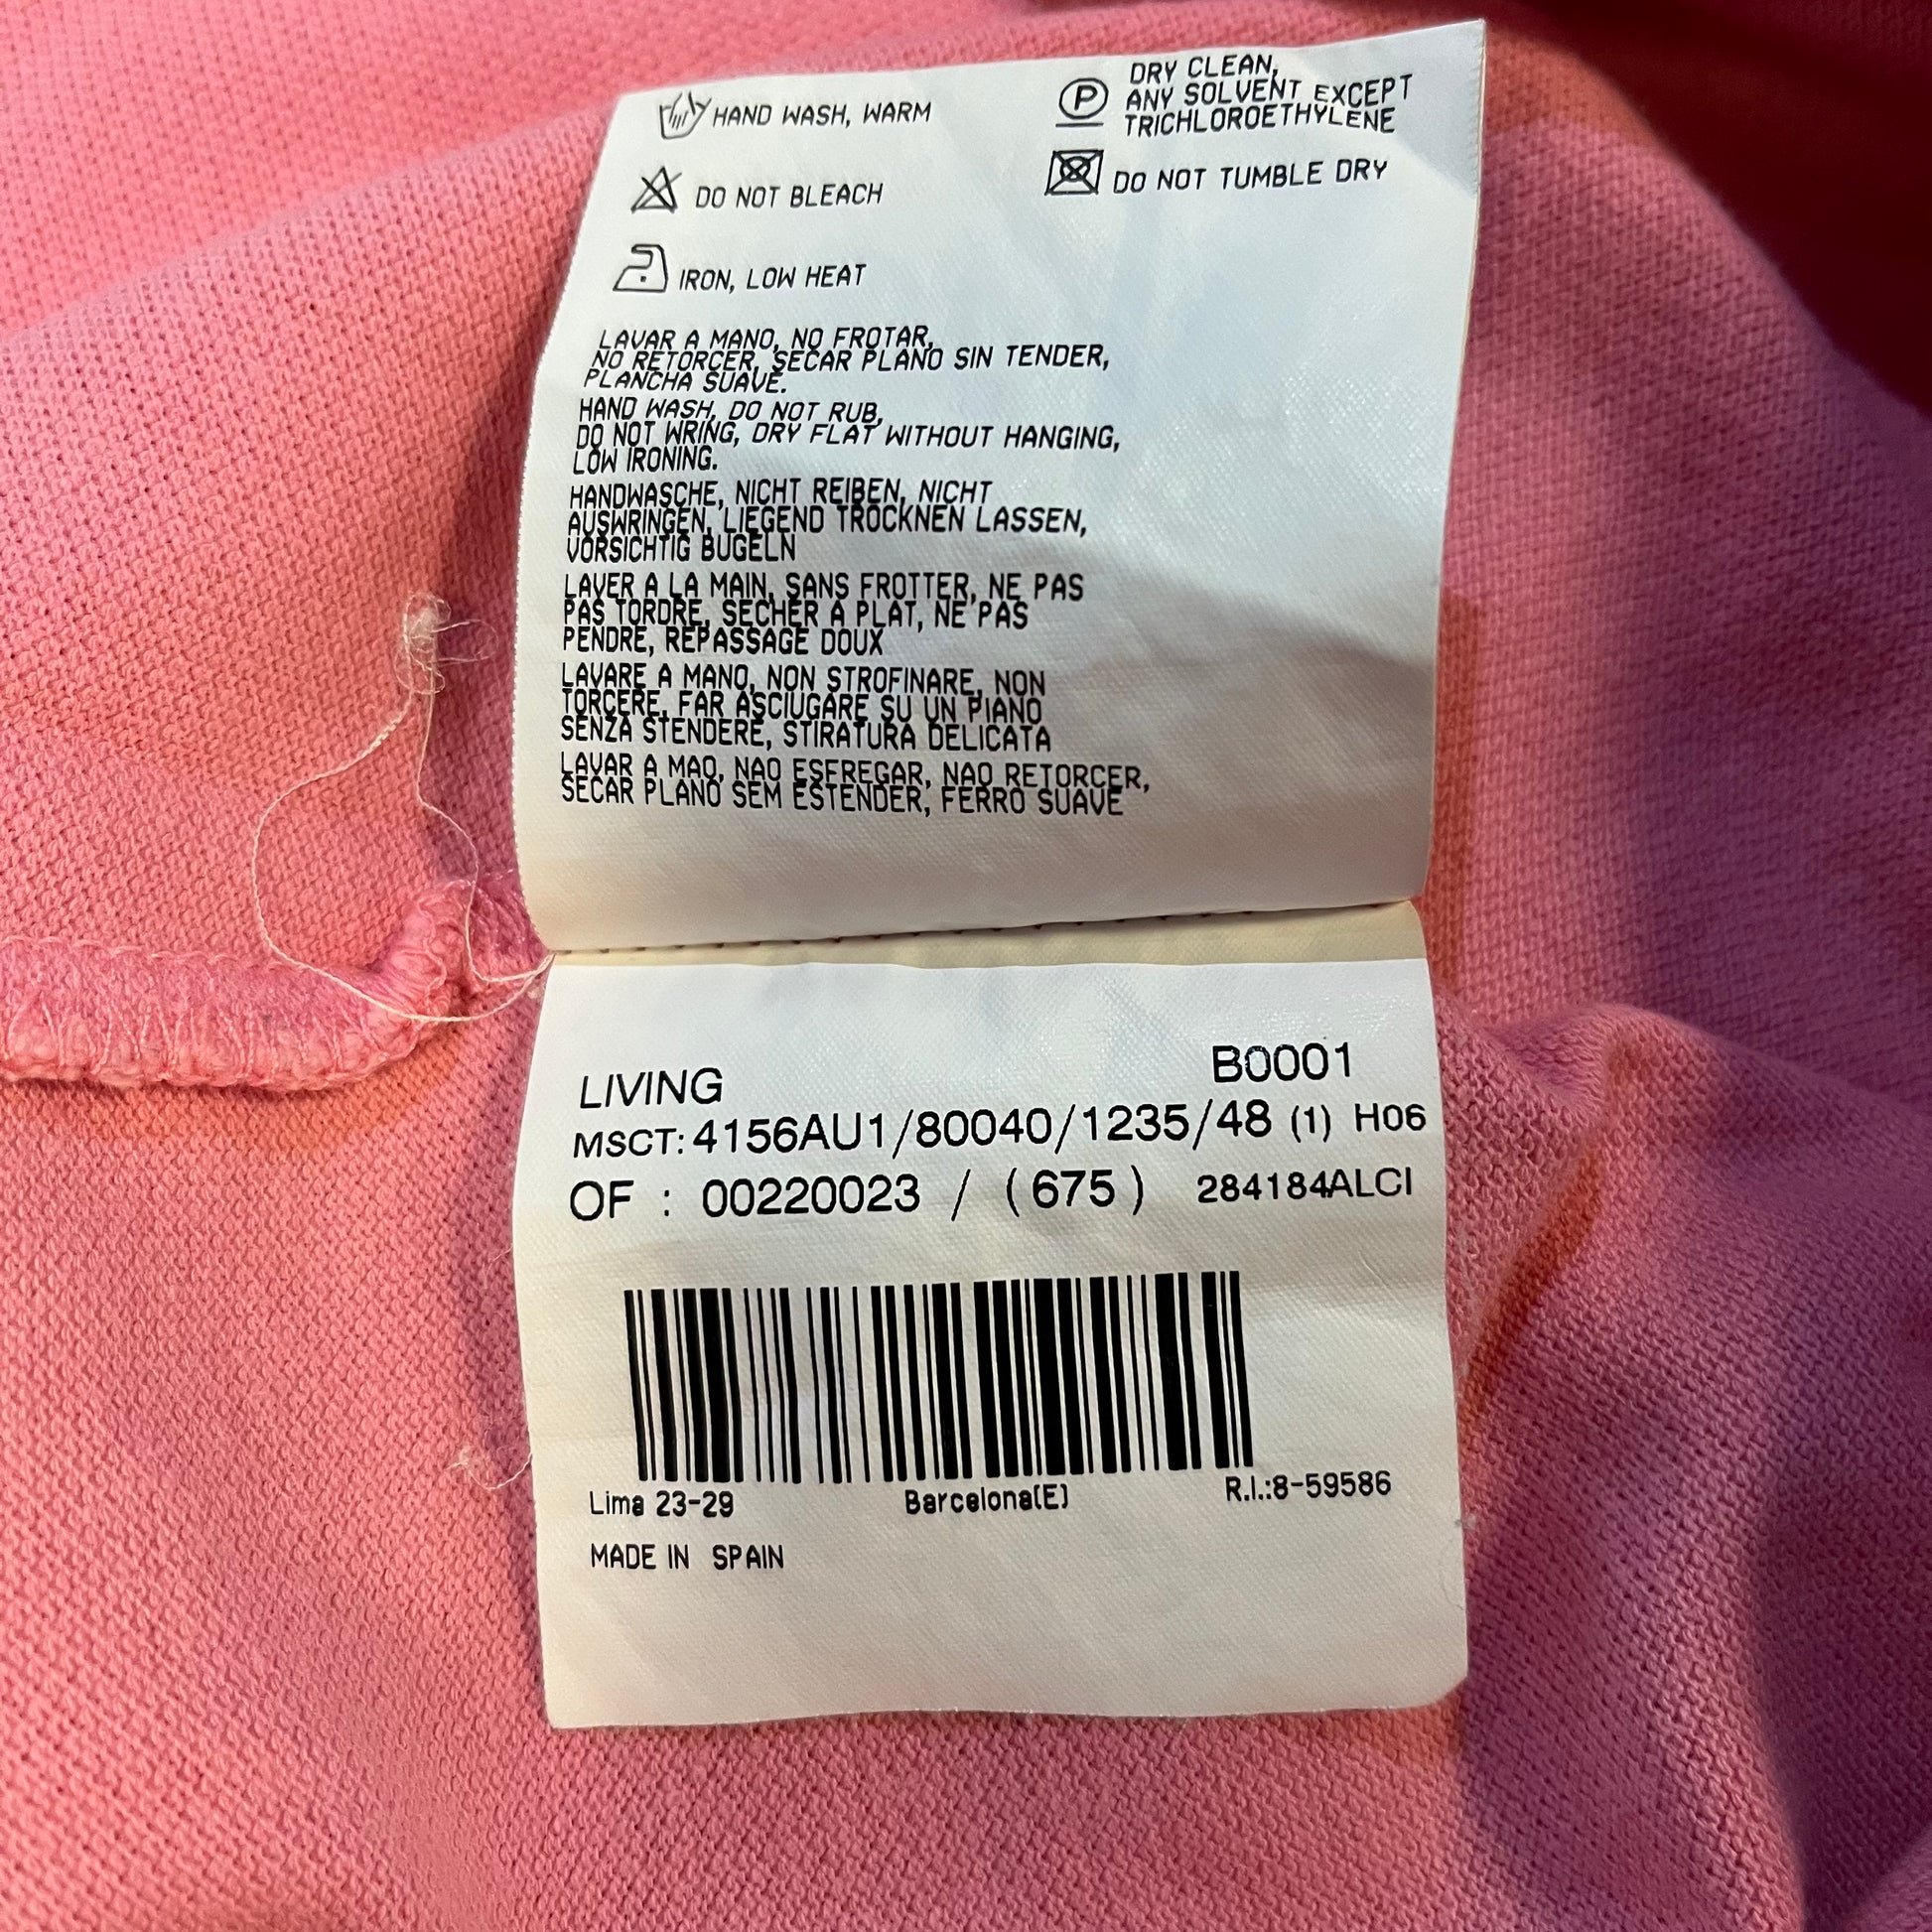 HAND WASH, WARM
DRY CLEAN,
ANY SOLVENT EXCEPT
TRICHLOROETHYLENE
P
DO NOT BLEACH
DO NOT TUMBLE DRY
IRON, LOW HEAT
LAVAR A MANO, NO FROTAR,
NO RETORCER, SECAR PLANO SIN TENDER,
PLANCHA SUAVE.
HAND WASH, DO NOT RUB,
DO NOT WRING, DRY FLAT WITHOUT HANGING,
LOW IRONING.
HANDWASCHE, NICHT REIBEN, NICHT
AUSWRINGEN, LIEGEND TROCKNEN LASSEN,
VORSICHTIG BUGELN
LAVER A LA MAIN, SANS FROTTER, NE PAS
PAS TORDRE, SECHER A PLAT, NE PAS
PENDRE, REPASSAGE DOUX
LAVARE A MANO, NON STROFINARE, NON
TORCERE, FAR ASCIUGARE SU UN PIANO
SENZA STENDERE, STIRATURA DELICATA
LAVAR A MAO, NAO ESFREGAR, NAO RETORCER,
SECAR PLANO SEM ESTENDER, FERRO SUAVE
LIVING B0001
MSCT: 4156AU1/80040/1235/48 (1) H06
OF : 00220023 / (675) 284184ALCI
Lima 23-29 Barcelona(E) R.I.:8-59586
MADE IN SPAIN